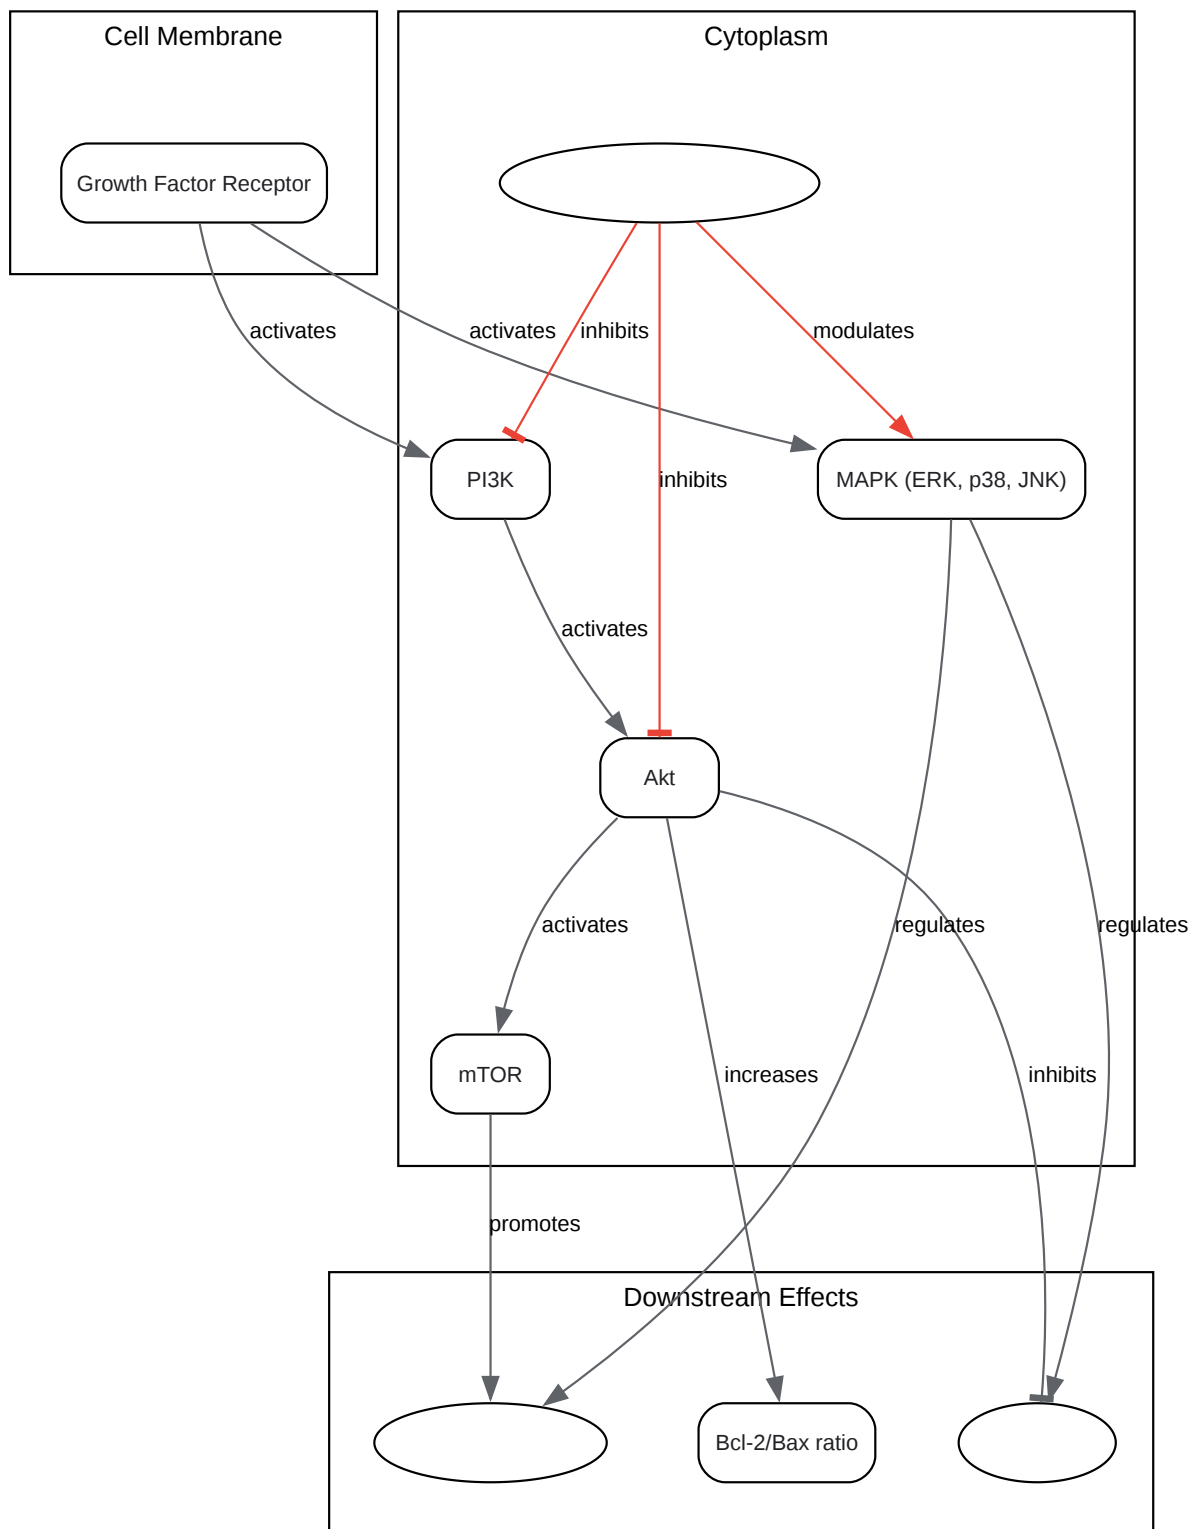 Cell Membrane
Cytoplasm
Growth Factor Receptor
activates
activates
inhibits
modulates
PI3K
inhibits
MAPK (ERK, p38, JNK)
activates
Akt
activates
regulates
regulates
mTOR
increases
inhibits
promotes
Downstream Effects
Bcl-2/Bax ratio